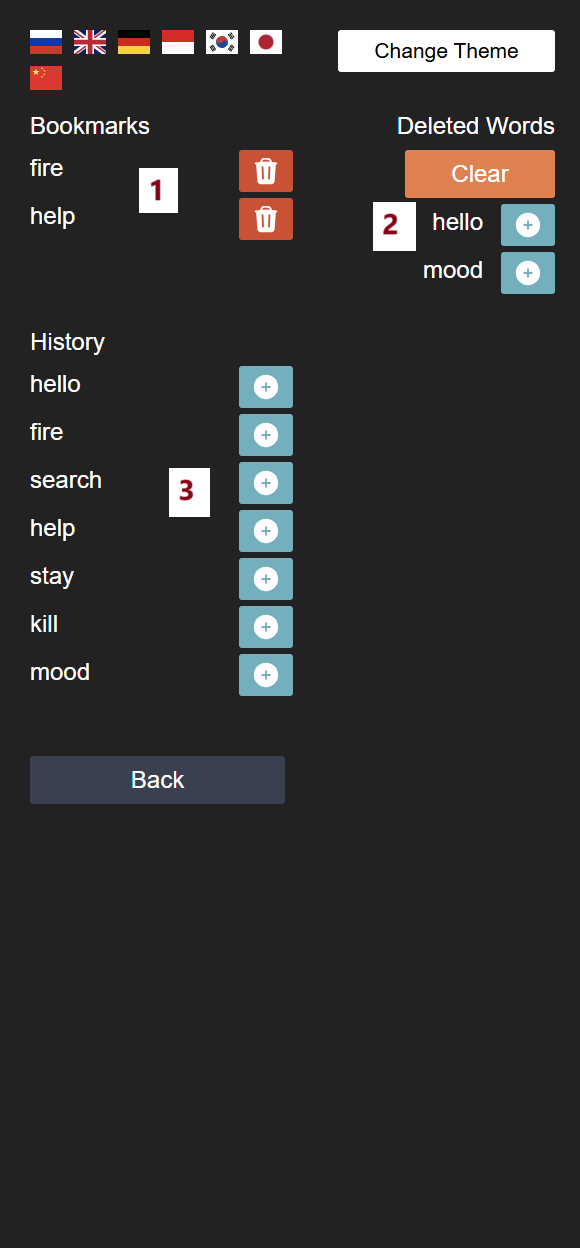 Change Theme
Bookmarks
fire
1
help
Deleted Words
Clear
2
hello
mood
History
hello
fire
search
3
help
stay
kill
mood
Back